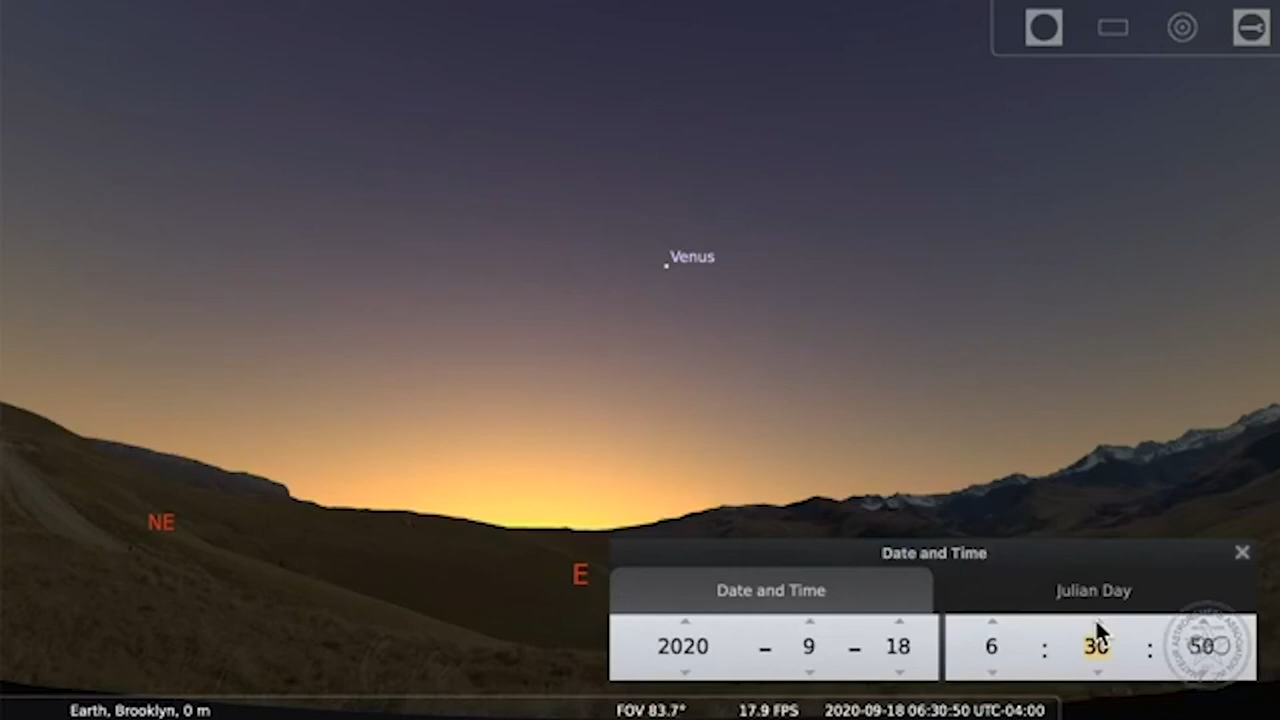 Venus
NE
E
Date and Time
Date and Time
Julian Day
2020 - 9 - 18
6 : 30 : 50
Earth, Brooklyn, 0 m
FOV 83.7°
17.9 FPS
2020-09-18 06:30:50 UTC-04:00